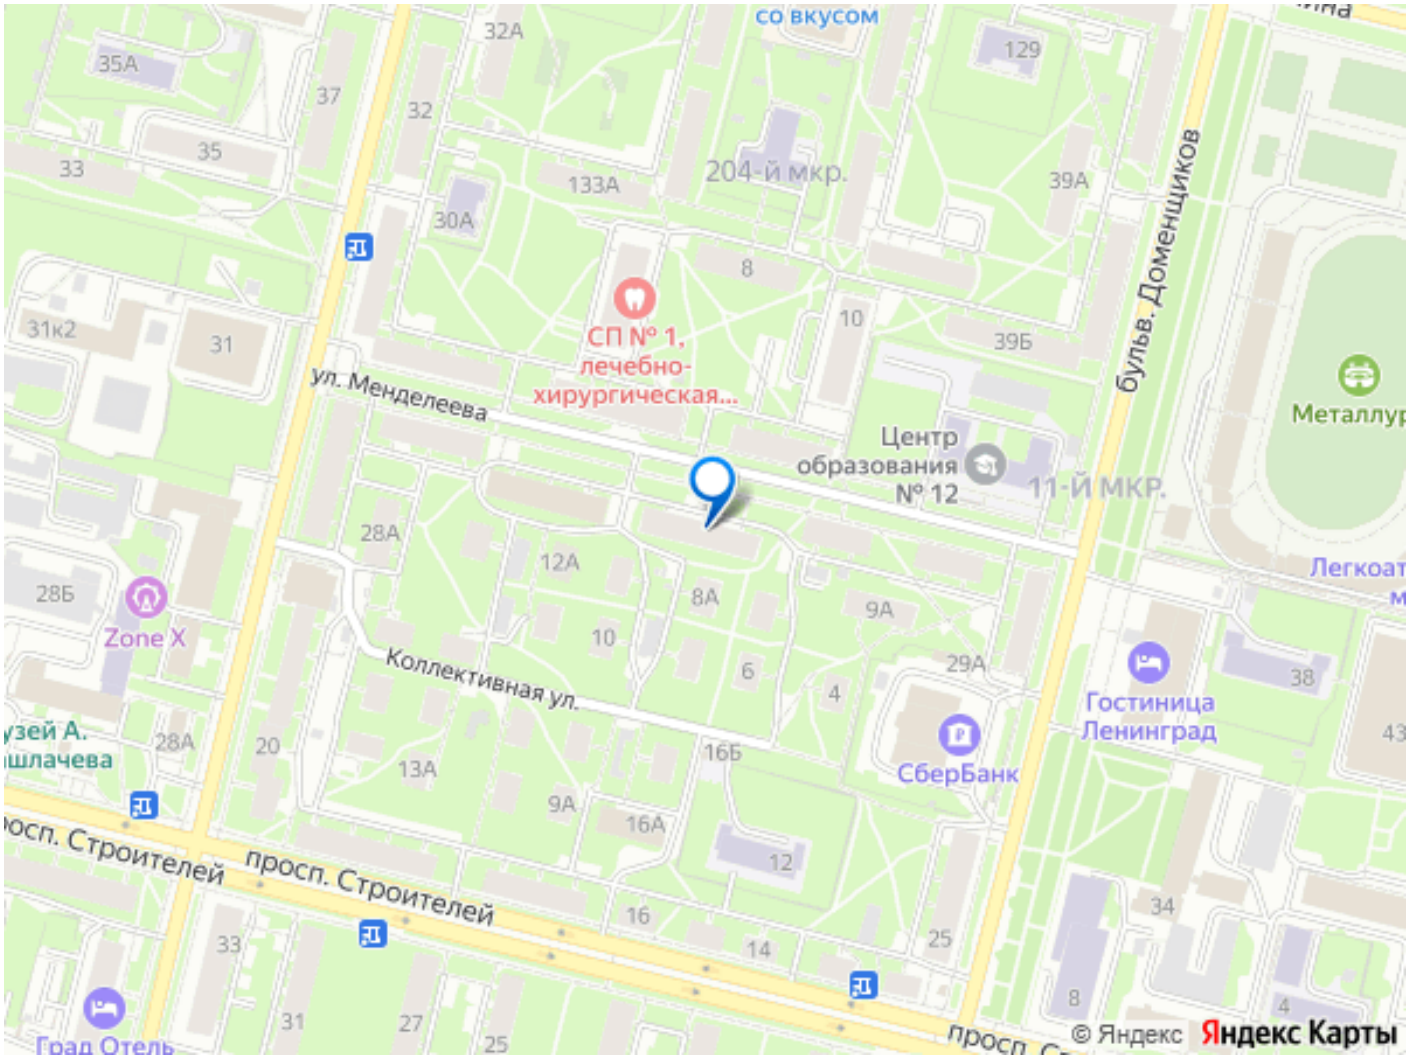 со вкусом
32А
129
35А
37
32
35
33
204-й мкр.
133А
39А
30А
бульв. Доменщиков
8
31к2
31
СП № 1,
лечебно-
хирургическая...
10
39Б
ул. Менделеева
Металлур
Центр
образования
№ 12
11-Й МКР.
28А
12А
Легкоат
м
28Б
Zone X
8А
9А
10
Коллективная ул.
6
4
29А
38
Гостиница
Ленинград
узей А.
шлачева
28А
20
13А
16Б
СберБанк
43
9А
16А
12
просп. Строителей
просп. Строителей
33
16
14
25
34
8
4
31
27
25
Град Отель
просп. С
© Яндекс Яндекс Карты